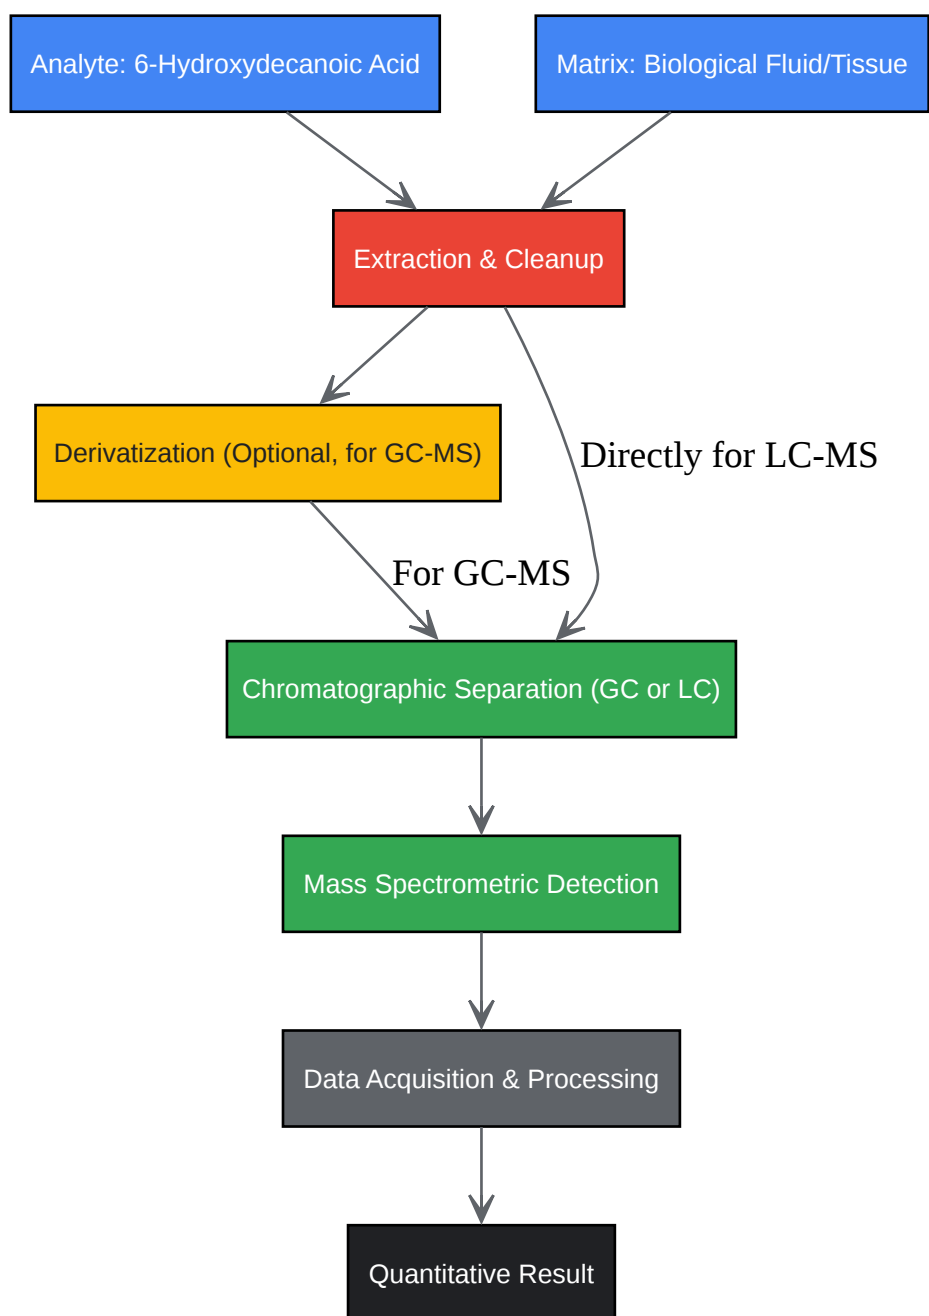 Analyte: 6-Hydroxydecanoic Acid
Matrix: Biological Fluid/Tissue
Extraction & Cleanup
Derivatization (Optional, for GC-MS)
Directly for LC-MS
For GC-MS
Chromatographic Separation (GC or LC)
Mass Spectrometric Detection
Data Acquisition & Processing
Quantitative Result